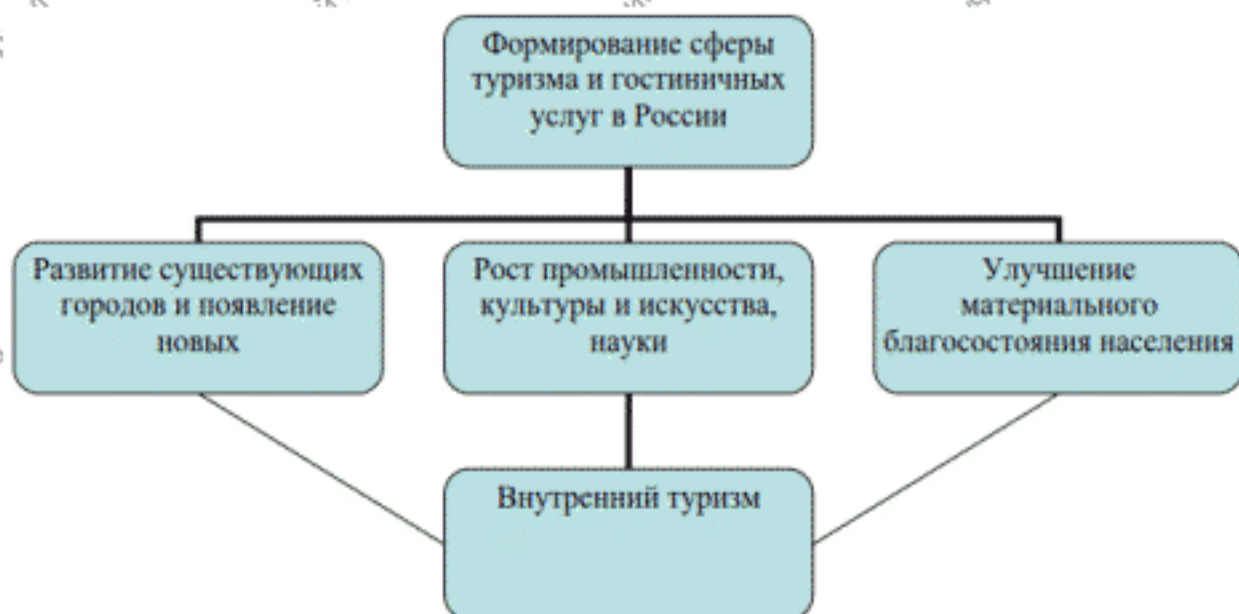 Формирование сферы
туризма и гостиничных
услуг в России
Развитие существующих
городов и появление
новых
Рост промышленности,
культуры и искусства,
науки
Улучшение
материального
благосостояния населения
Внутренний туризм